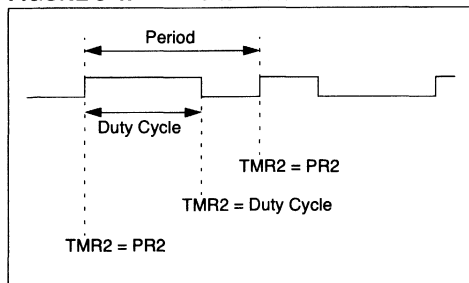 Period
Duty Cycle
TMR2 = PR2
TMR2 = Duty Cycle
TMR2 = PR2